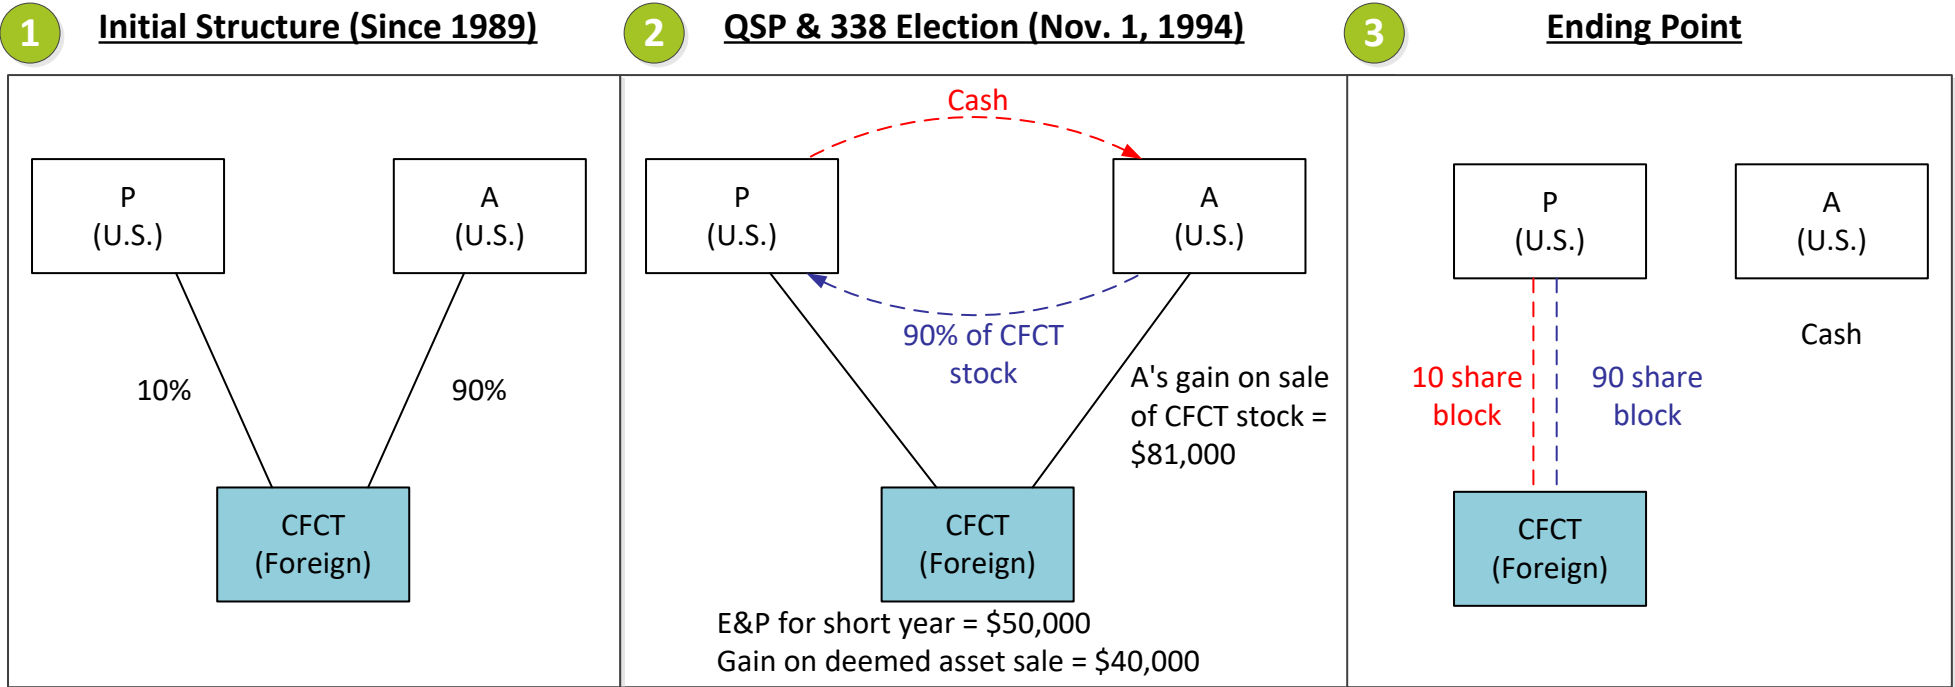 1
Initial Structure (Since 1989)
P
(U.S.)
A
(U.S.)
10%
90%
CFCT
(Foreign)
2
QSP & 338 Election (Nov. 1, 1994)
Cash
P
(U.S.)
A
(U.S.)
90% of CFCT
stock
A's gain on sale
of CFCT stock =
$81,000
CFCT
(Foreign)
E&P for short year = $50,000
Gain on deemed asset sale = $40,000
3
Ending Point
P
(U.S.)
A
(U.S.)
Cash
10 share
block
90 share
block
CFCT
(Foreign)